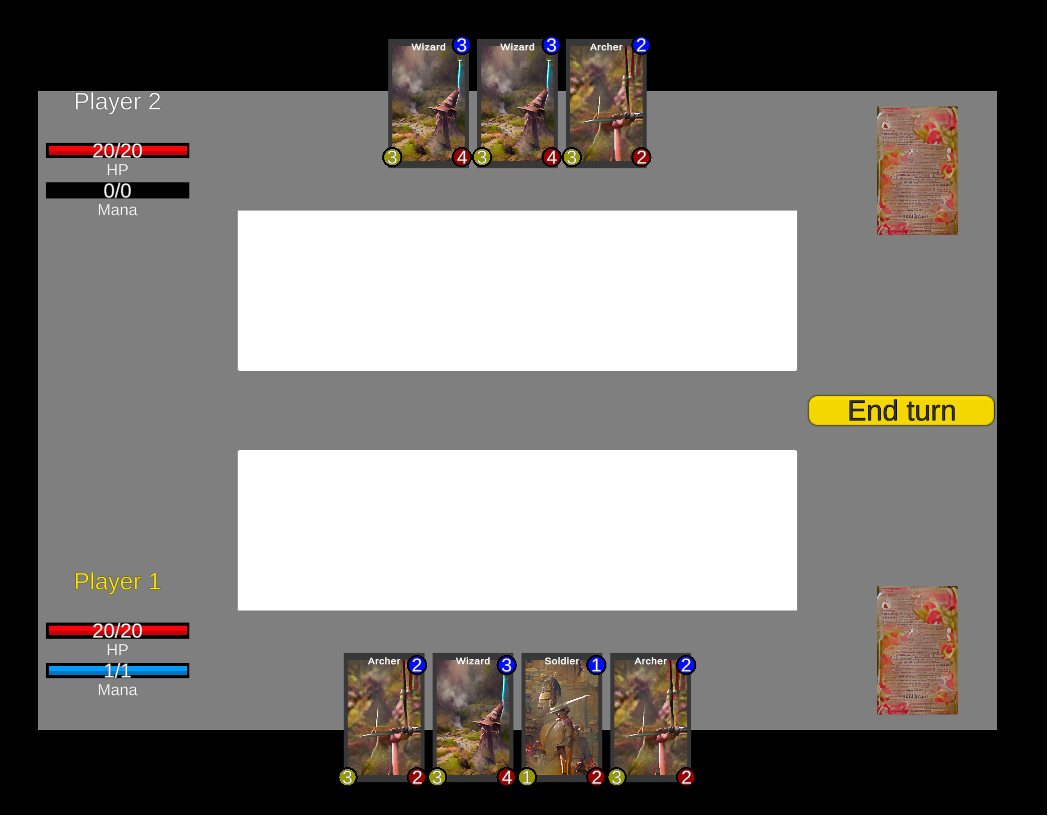 Wizard 3
3 4
Wizard 3
3 4
Archer 2
3 2
Player 2
20/20
HP
0/0
Mana
End turn
Player 1
20/20
HP
1/1
Mana
Archer 2
3 2
Wizard 3
3 4
Soldier 1
1 2
Archer 2
3 2